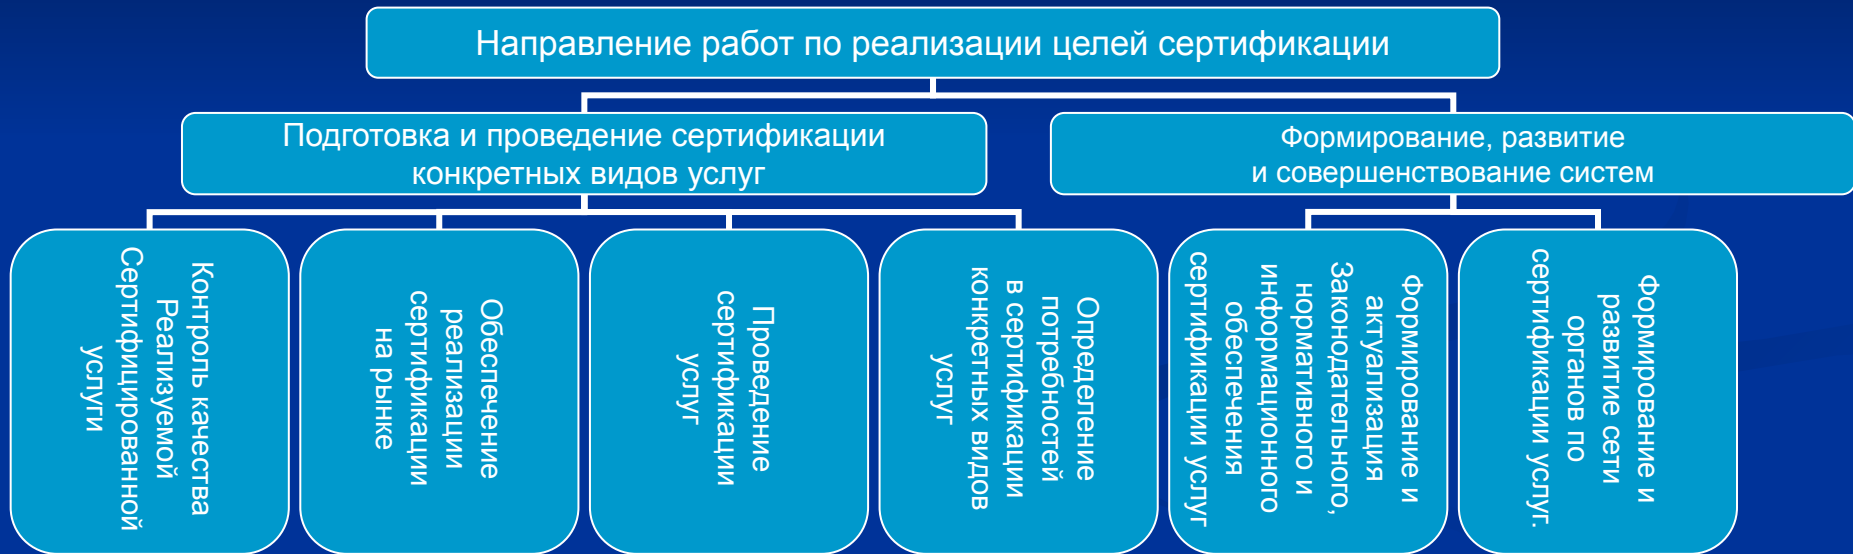 Направление работ по реализации целей сертификации
Подготовка и проведение сертификации
конкретных видов услуг
Формирование, развитие
и совершенствование систем
Контроль качества
Реализуемой
Сертифицированной
услуги
Обеспечение
реализации
сертификации
на рынке
Проведение
сертификации
услуг
Определение
потребностей
в сертификации
конкретных видов
услуг
Формирование и
актуализация
Законодательного,
нормативного и
информационного
обеспечения
сертификации услуг
Формирование и
развитие сети
органов по
сертификации услуг.